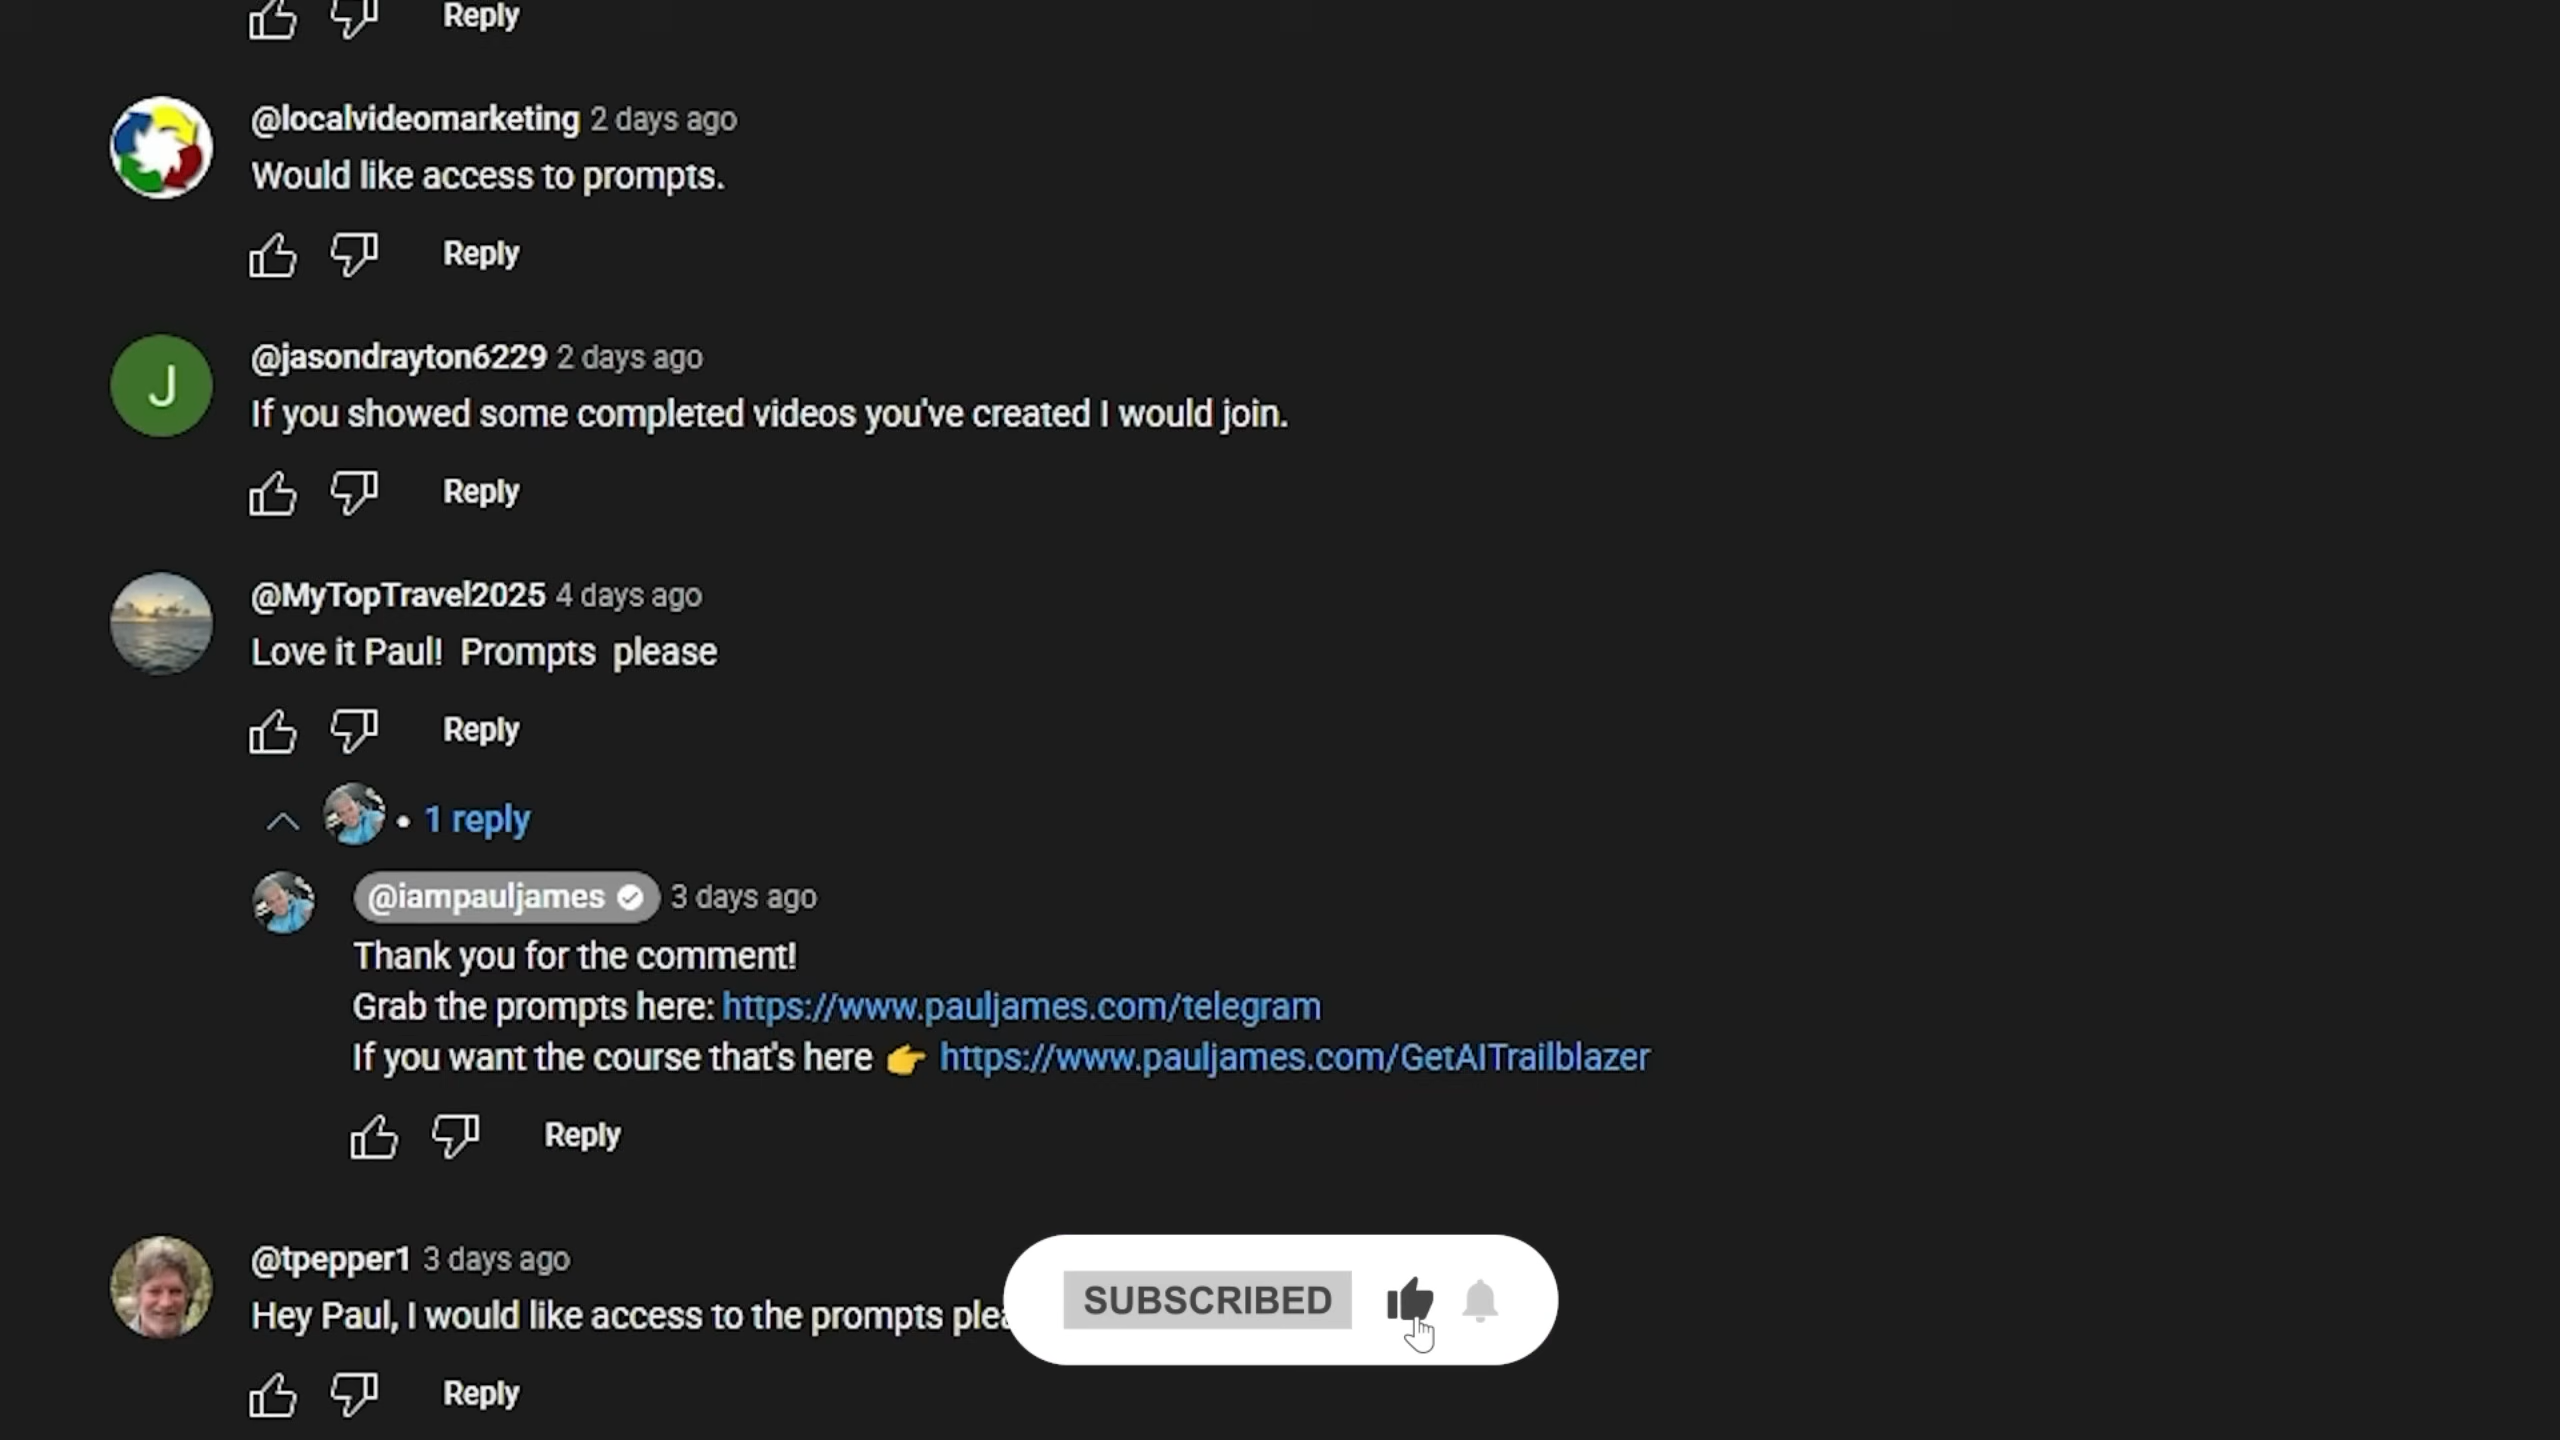 Reply
@localvideomarketing 2 days ago
Would like access to prompts.
Reply
J
@jasondrayton6229 2 days ago
If you showed some completed videos you've created I would join.
Reply
@MyTopTravel2025 4 days ago
Love it Paul!  Prompts  please
Reply
• 1 reply
@iampauljames 3 days ago
Thank you for the comment!
Grab the prompts here: https://www.pauljames.com/telegram
If you want the course that's here 👉 https://www.pauljames.com/GetAITrailblazer
Reply
@tpepper1 3 days ago
Hey Paul, I would like access to the prompts
SUBSCRIBED
Reply